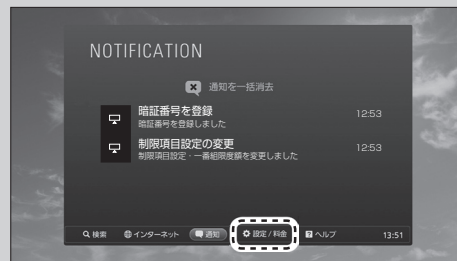 NOTIFICATION
通知を一括消去
暗証番号を登録 12:53
暗証番号を登録しました
制限項目設定の変更 12:53
制限項目設定・一番組限度額を変更しました
検索 インターネット 通知 設定/料金 ? ヘルプ 13:51